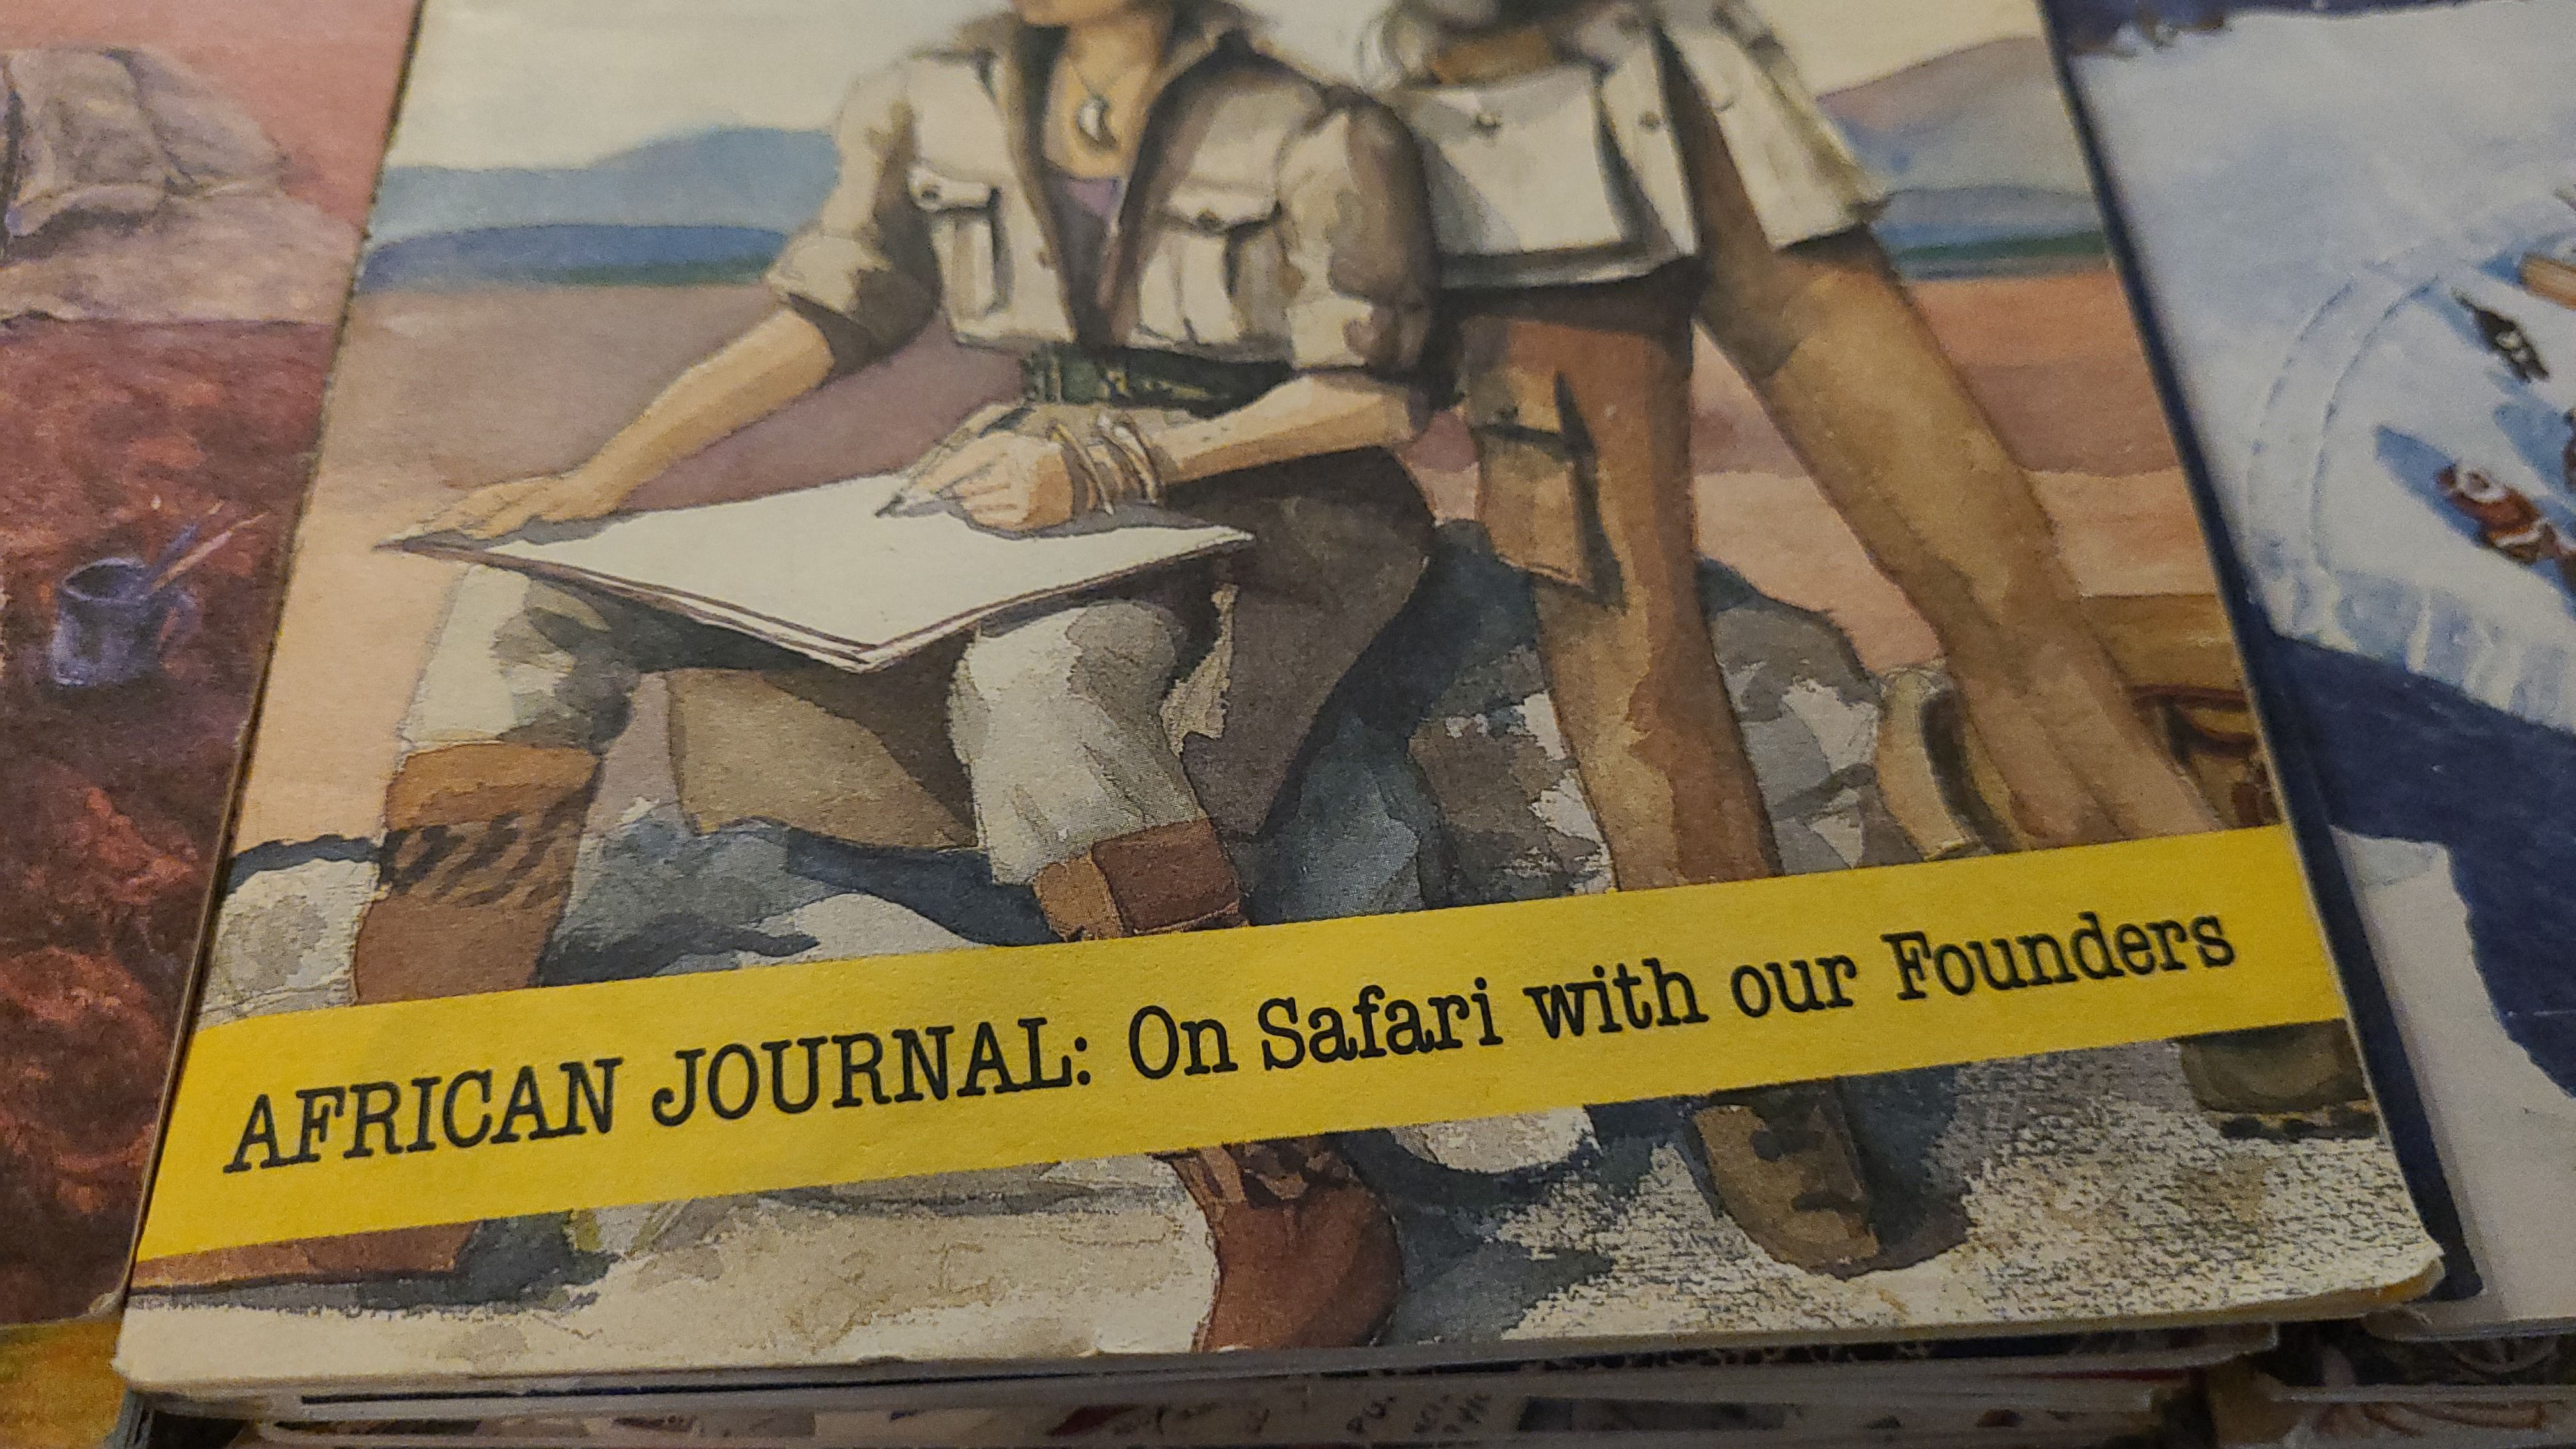 AFRICAN JOURNAL: On Safari with our Founders